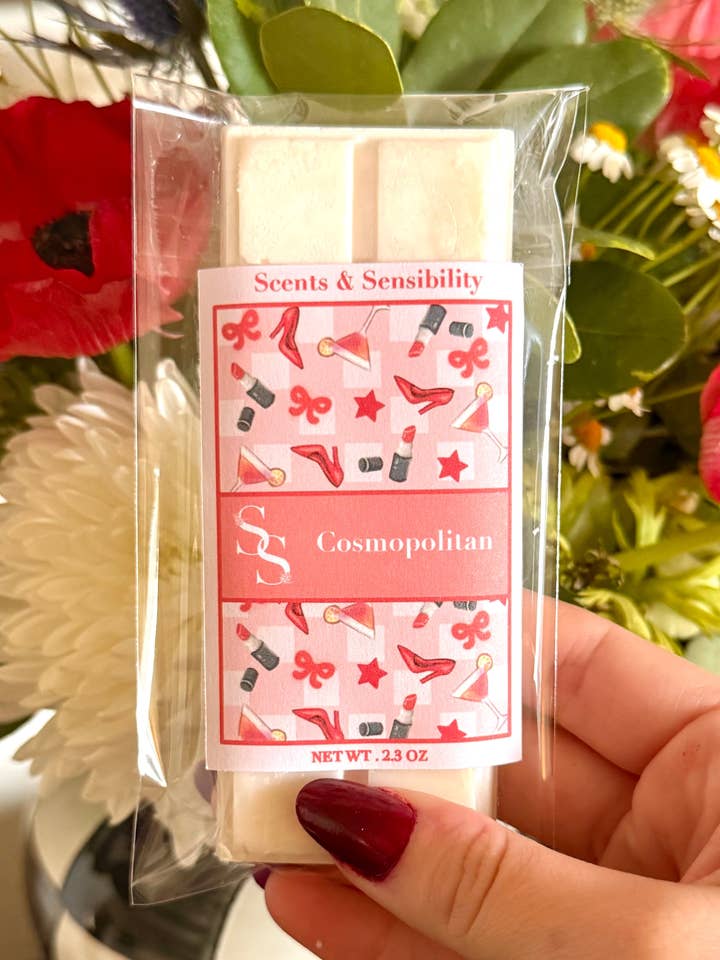 Scents & Sensibility
SS
Cosmopolitan
NET WT . 2.3 OZ